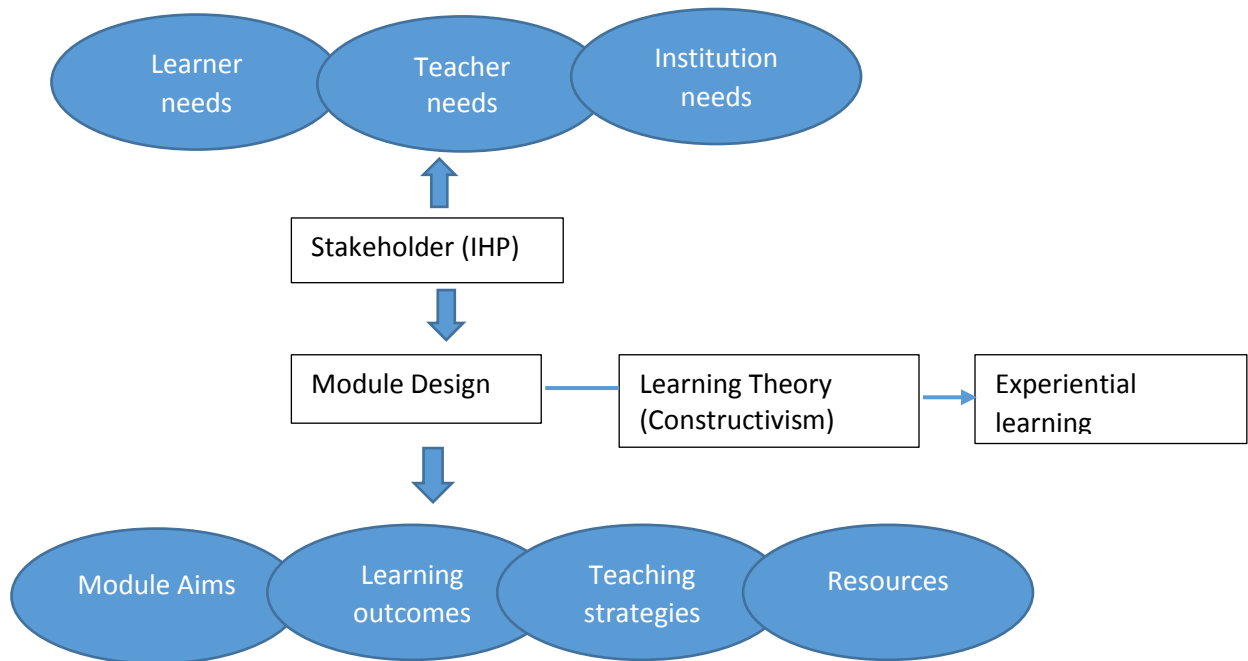 Learner
needs
Teacher
needs
Institution
needs
Stakeholder (IHP)
Module Design
Learning Theory
(Constructivism)
Experiential
learning
Module Aims
Learning
outcomes
Teaching
strategies
Resources